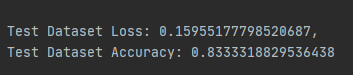 Test Dataset Loss: 0.15955177798520687,
Test Dataset Accuracy: 0.8333318829536438